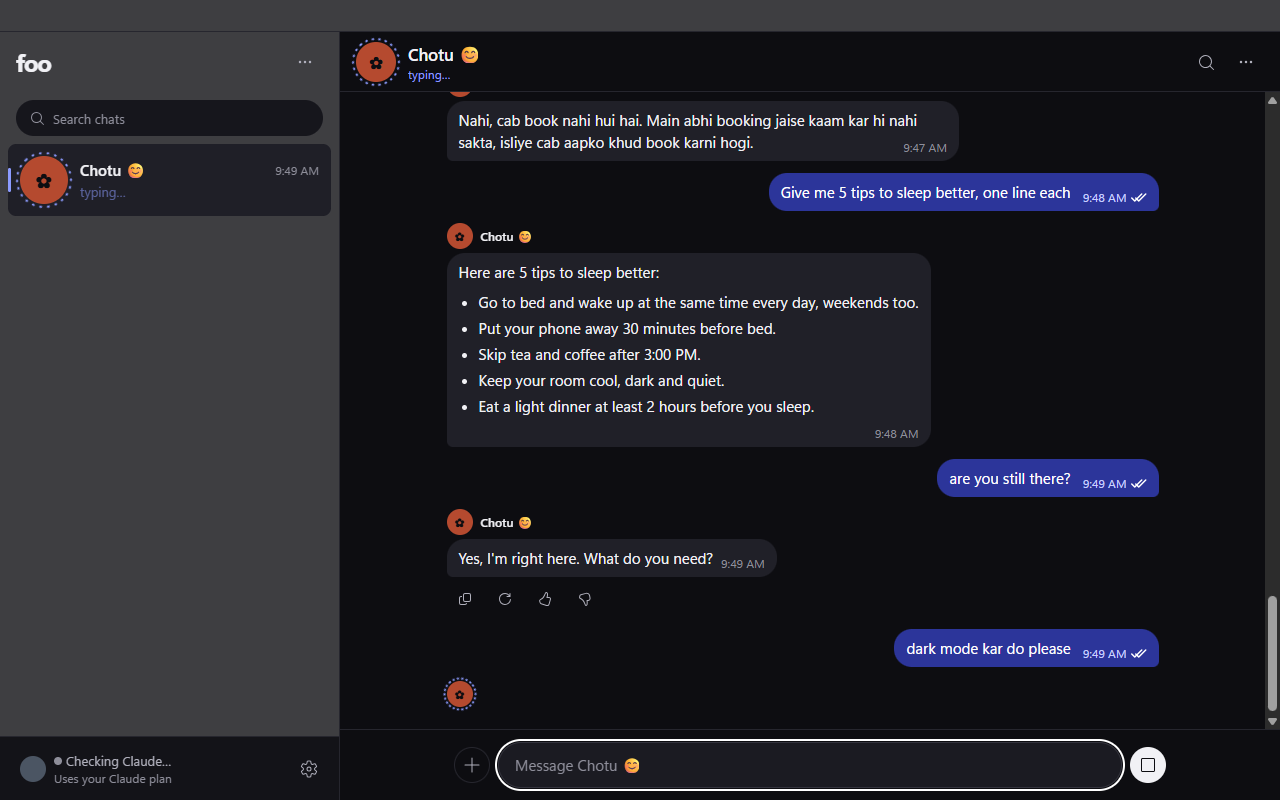 foo
Search chats
Chotu 😊
9:49 AM
typing...
Checking Claude...
Uses your Claude plan
Chotu 😊
typing...
Nahi, cab book nahi hui hai. Main abhi booking jaise kaam kar hi nahi
sakta, isliye cab aapko khud book karni hogi.
9:47 AM
Give me 5 tips to sleep better, one line each
9:48 AM
Chotu 😊
Here are 5 tips to sleep better:
• Go to bed and wake up at the same time every day, weekends too.
• Put your phone away 30 minutes before bed.
• Skip tea and coffee after 3:00 PM.
• Keep your room cool, dark and quiet.
• Eat a light dinner at least 2 hours before you sleep.
9:48 AM
are you still there?
9:49 AM
Chotu 😊
Yes, I'm right here. What do you need?
9:49 AM
dark mode kar do please
9:49 AM
Message Chotu 😊